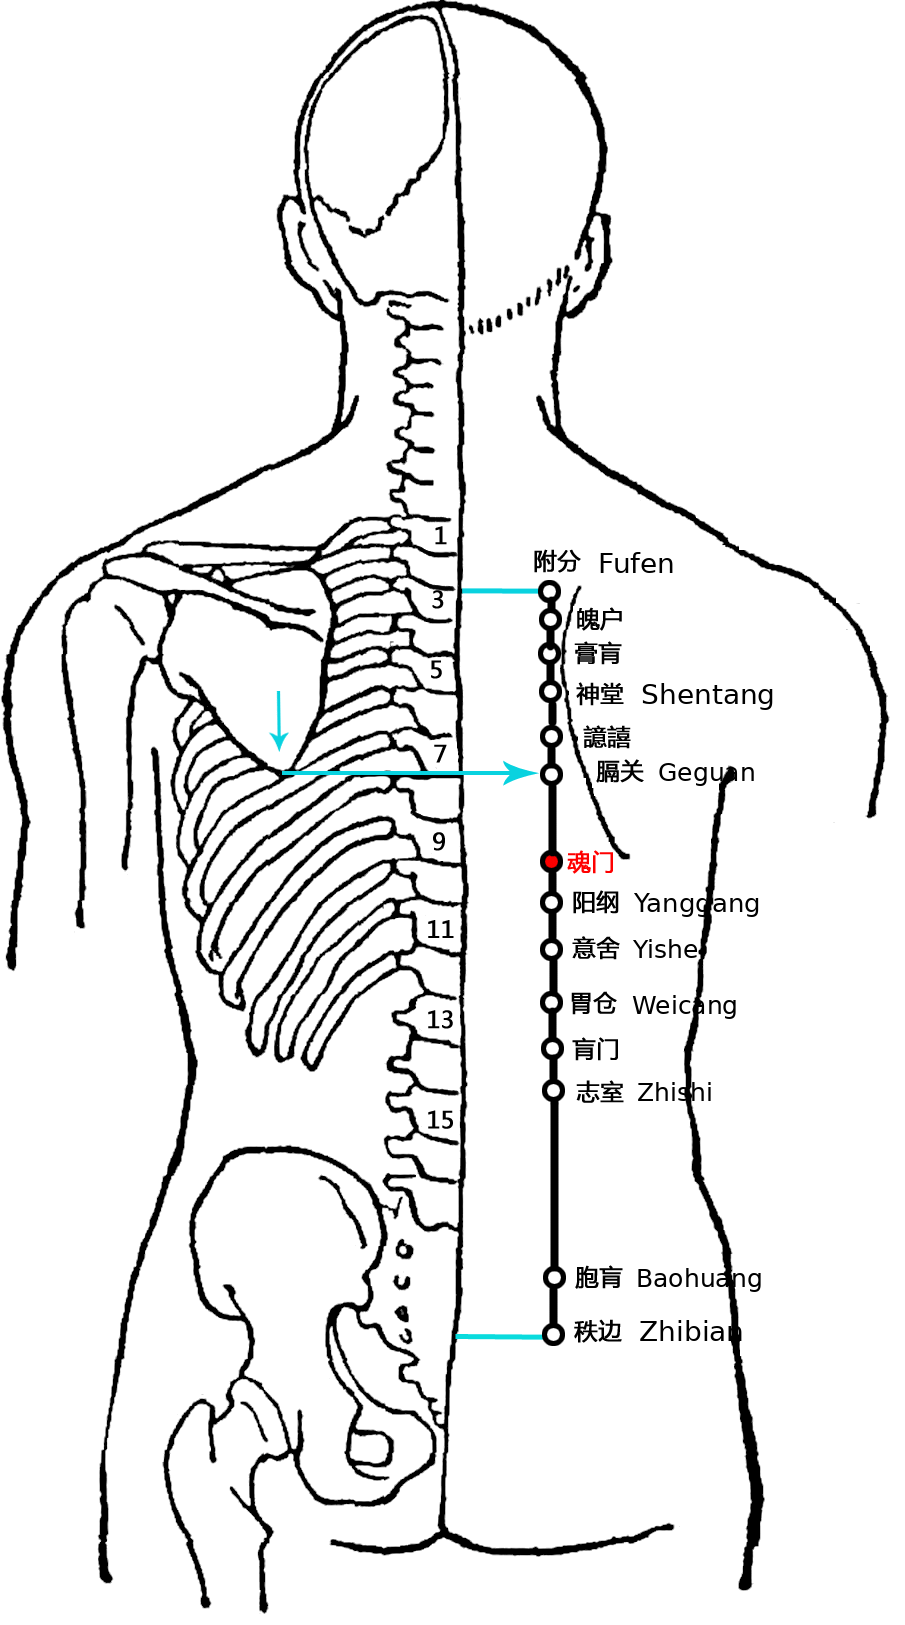 1
附分 Fufen
3
魄户
膏肓
5
神堂 Shentang
譩譆
7
膈关 Geguan
9
魂门
阳纲 Yanggang
11
意舍 Yishe
胃仓 Weicang
13
肓门
志室 Zhishi
15
胞肓 Baohuang
秩边 Zhibian